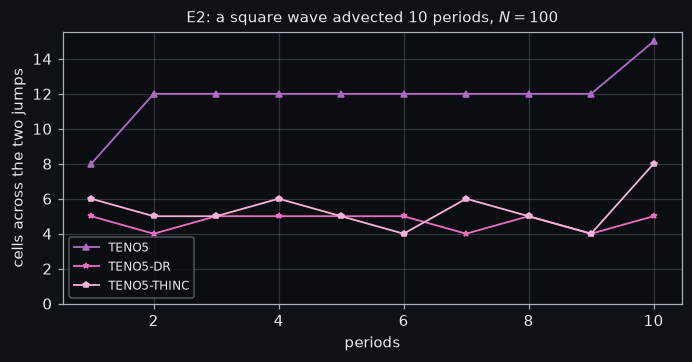 E2: a square wave advected 10 periods, N = 100
cells across the two jumps
14
12
10
8
6
4
2
0
TENO5
TENO5-DR
TENO5-THINC
2 4 6 8 10
periods